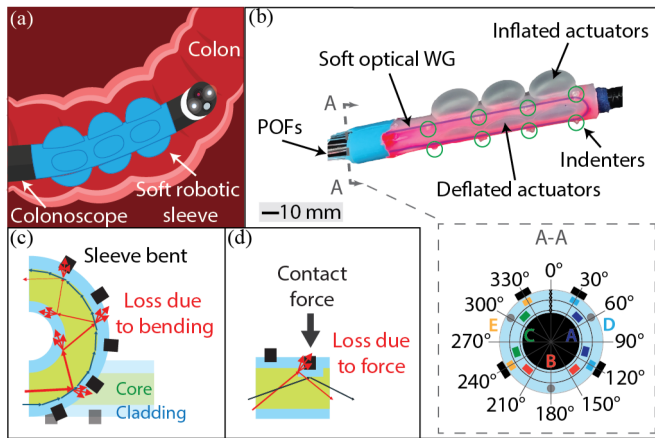 (a)
Colon
Colonoscope
Soft robotic
sleeve
(b)
Inflated actuators
Soft optical WG
A
POFs
A
Indenters
Deflated actuators
10 mm
(c)
Sleeve bent
Loss due
to bending
Core
Cladding
(d)
Contact
force
Loss due
to force
A-A
0°
330°
30°
300°
60°
E
C
A
D
270°
90°
B
240°
120°
210°
150°
180°